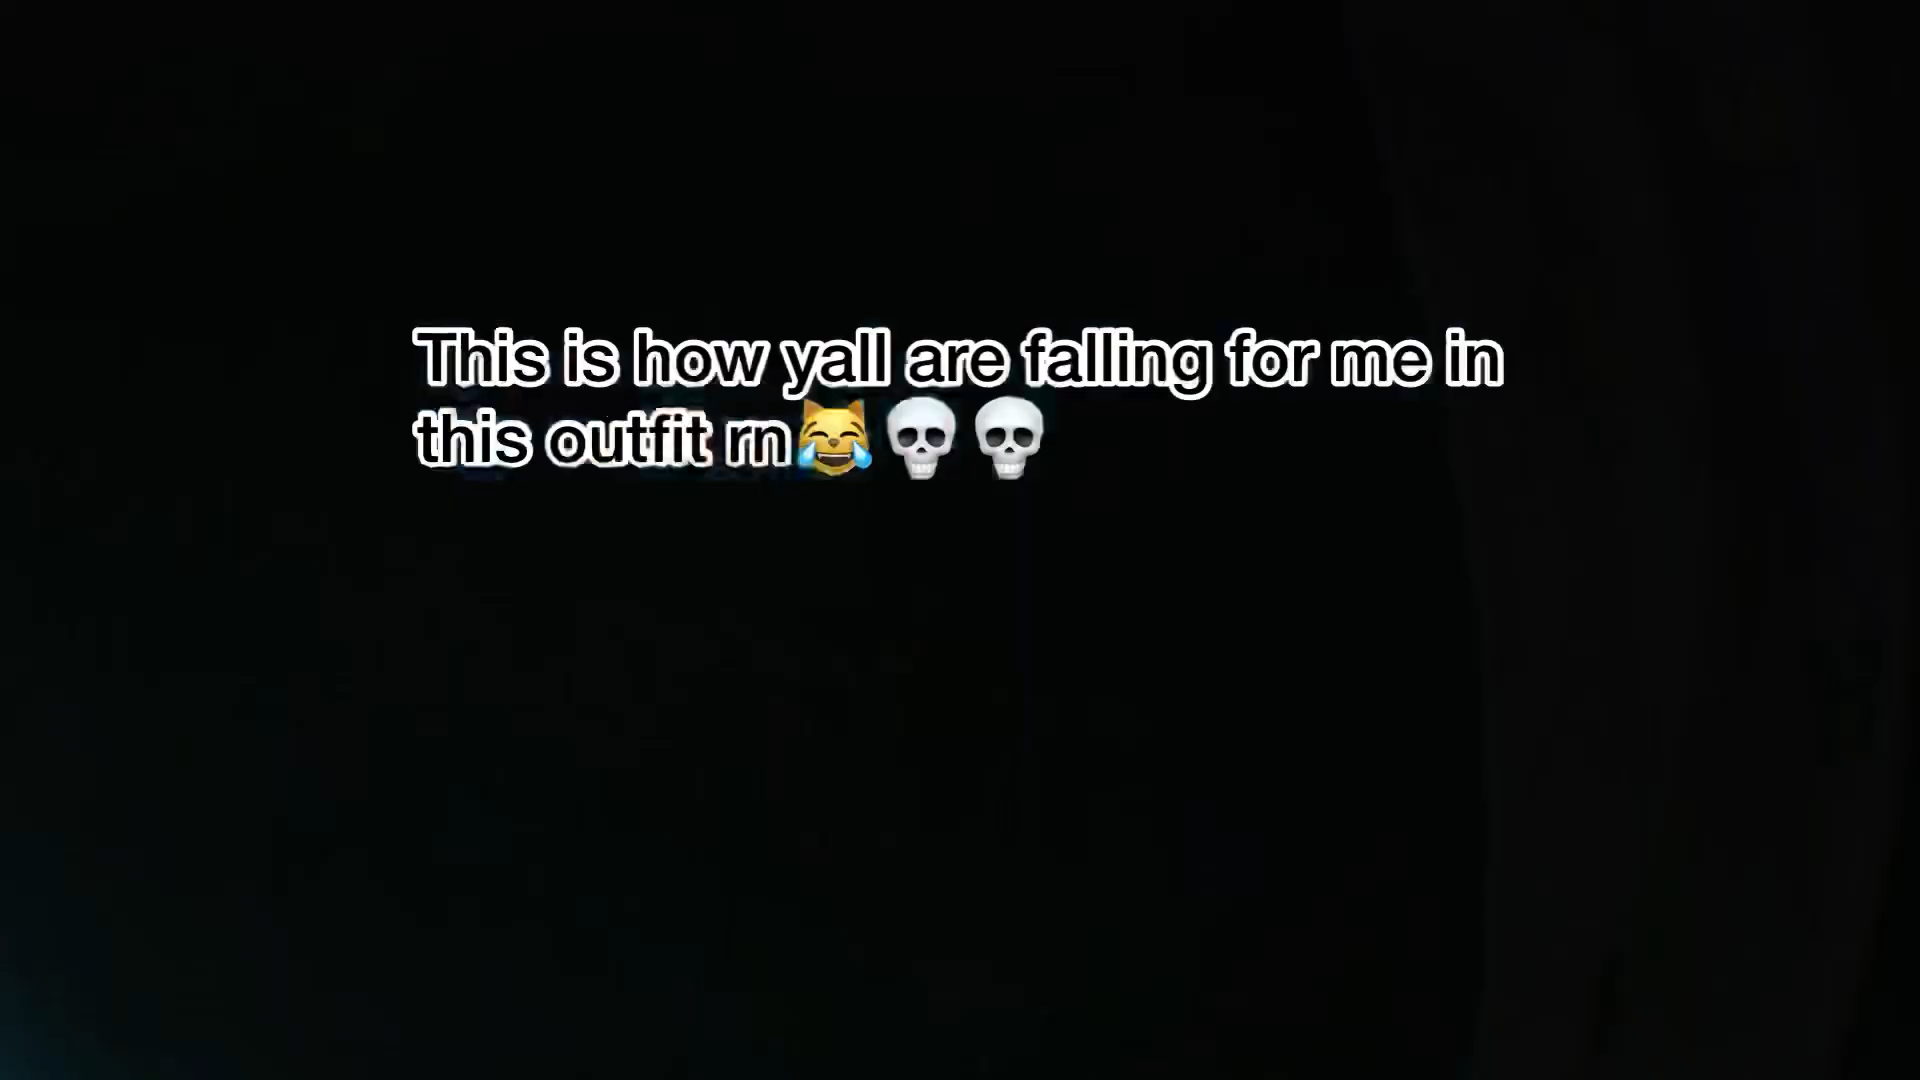 This is how yall are falling for me in
this outfit rn😹💀💀